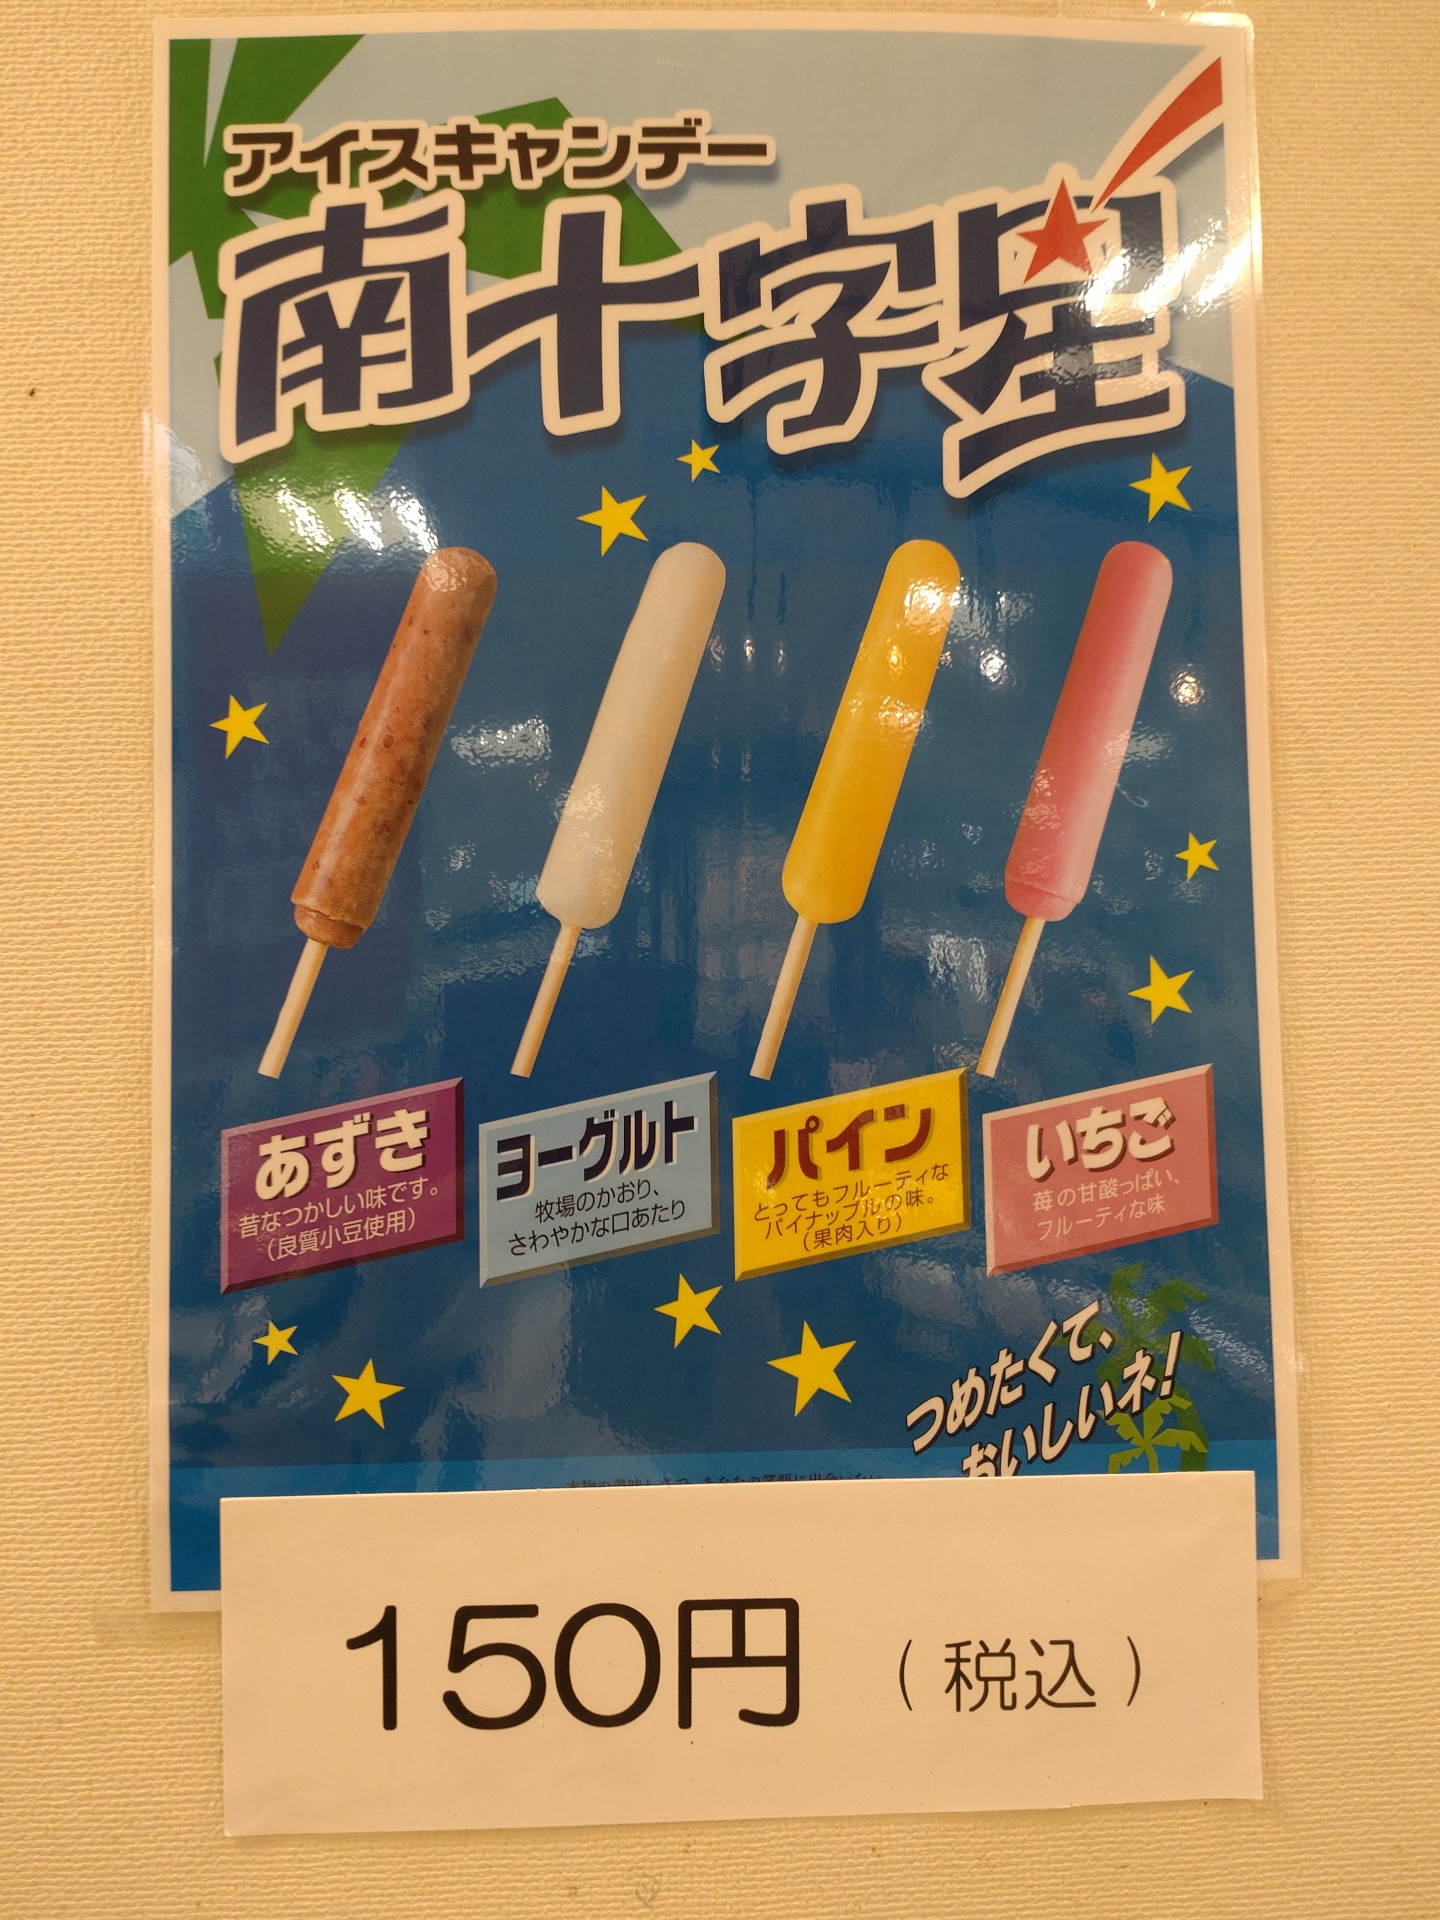 アイスキャンデー
南十字星
あずき
昔なつかしい味です。
（良質小豆使用）
ヨーグルト
牧場のかおり、
さわやかな口あたり
パイン
とってもフルーティな
パイナップルの味。
（果肉入り）
いちご
苺の甘酸っぱい、
フルーティな味
つめたくて、
おいしいネ！
150円（税込）